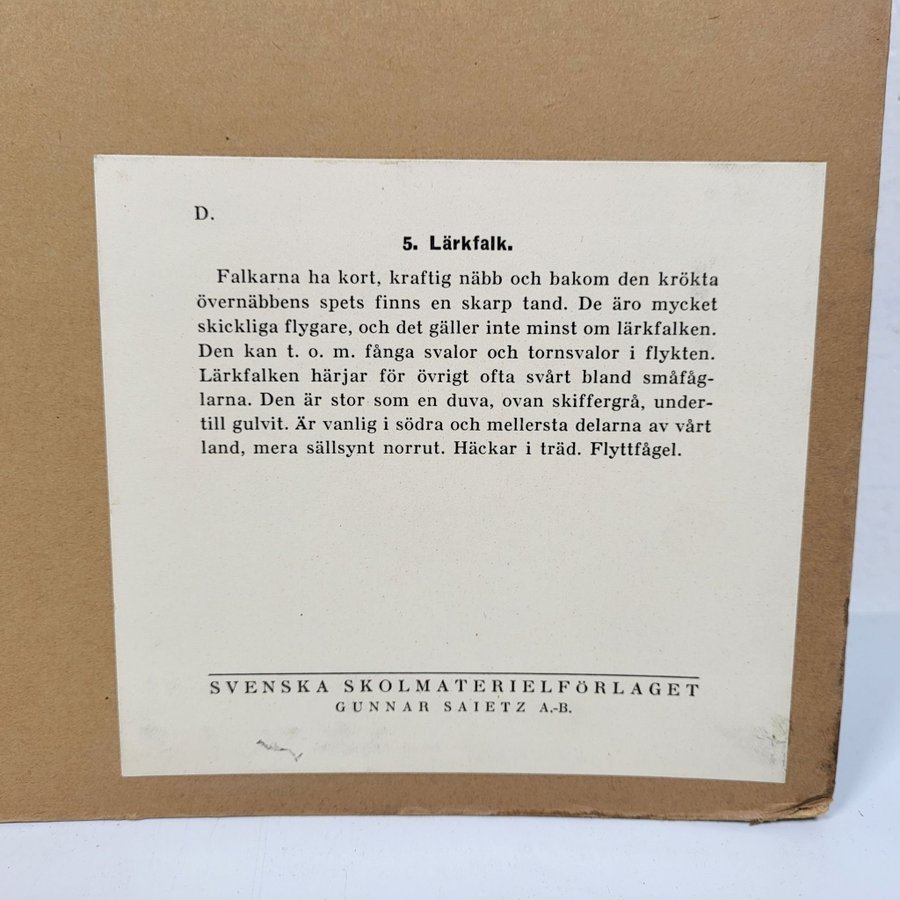 D.
5. Lärkfalk.
Falkarna ha kort, kraftig näbb och bakom den krökta
övernäbbens spets finns en skarp tand. De äro mycket
skickliga flygare, och det gäller inte minst om lärkfalken.
Den kan t. o. m. fånga svalor och tornsvalor i flykten.
Lärkfalken härjar för övrigt ofta svårt bland småfåg-
larna. Den är stor som en duva, ovan skiffergrå, under-
till gulvit. Är vanlig i södra och mellersta delarna av vårt
land, mera sällsynt norrut. Häckar i träd. Flyttfågel.
SVENSKA SKOLMATERIELFÖRLAGET
GUNNAR SAIETZ A.-B.